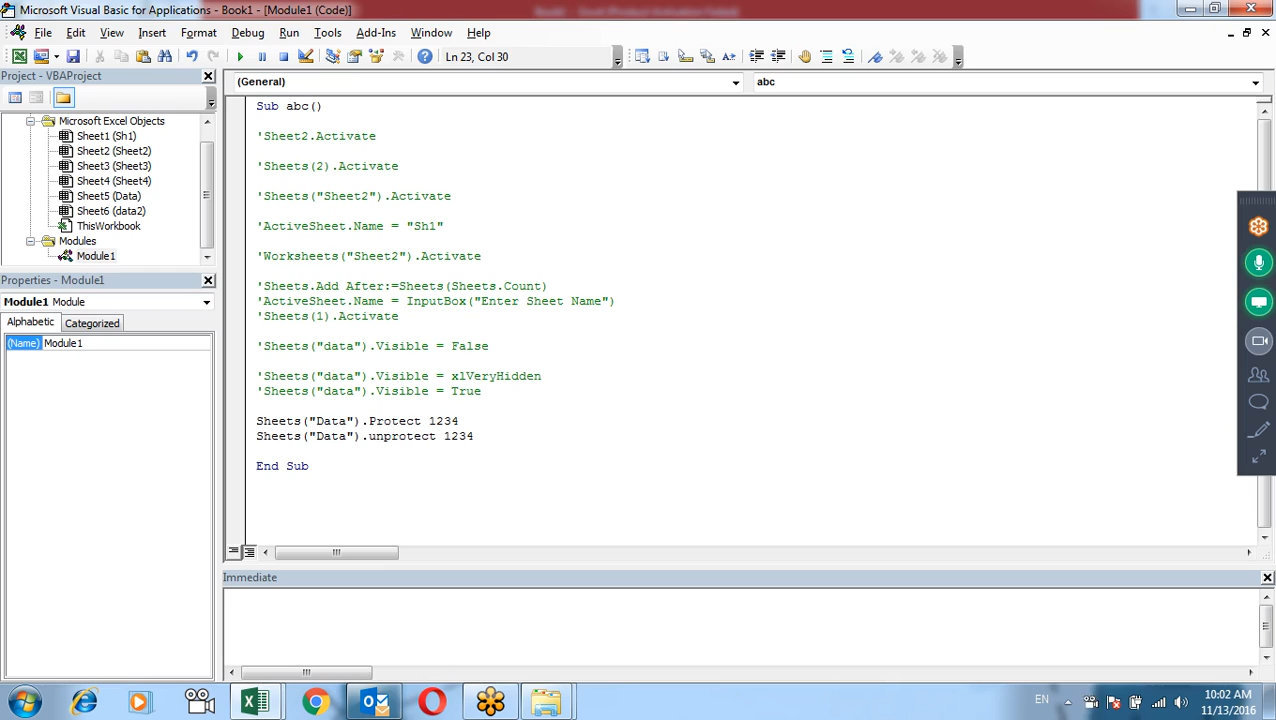 Microsoft Visual Basic for Applications - Book1 - [Module1 (Code)]
File Edit View Insert Format Debug Run Tools Add-Ins Window Help
Ln 23, Col 30
Project - VBAProject
(General)
abc
Microsoft Excel Objects
Sheet1 (Sh1)
Sheet2 (Sheet2)
Sheet3 (Sheet3)
Sheet4 (Sheet4)
Sheet5 (Data)
Sheet6 (data2)
ThisWorkbook
Modules
Module1
Properties - Module1
Module1 Module
Alphabetic Categorized
(Name) Module1
Sub abc()
'Sheet2.Activate
'Sheets(2).Activate
'Sheets("Sheet2").Activate
'ActiveSheet.Name = "Sh1"
'Worksheets("Sheet2").Activate
'Sheets.Add After:=Sheets(Sheets.Count)
'ActiveSheet.Name = InputBox("Enter Sheet Name")
'Sheets(1).Activate
'Sheets("data").Visible = False
'Sheets("data").Visible = xlVeryHidden
'Sheets("data").Visible = True
Sheets("Data").Protect 1234
Sheets("Data").unprotect 1234
End Sub
Immediate
EN
10:02 AM
11/13/2016